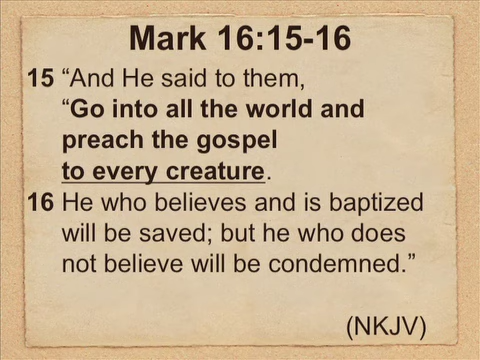 Mark 16:15-16
15 “And He said to them,
“Go into all the world and
preach the gospel
to every creature.
16 He who believes and is baptized
will be saved; but he who does
not believe will be condemned.”
(NKJV)